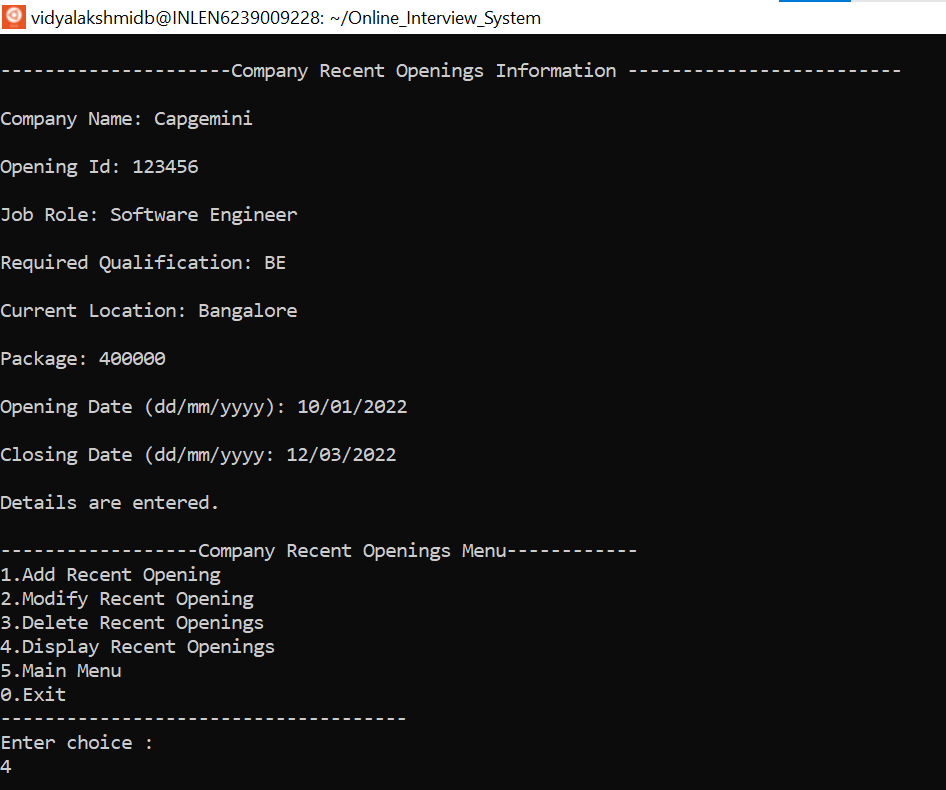 vidyalakshmidb@INLEN6239009228: ~/Online_Interview_System
---------------------Company Recent Openings Information -------------------------
Company Name: Capgemini
Opening Id: 123456
Job Role: Software Engineer
Required Qualification: BE
Current Location: Bangalore
Package: 400000
Opening Date (dd/mm/yyyy): 10/01/2022
Closing Date (dd/mm/yyyy: 12/03/2022
Details are entered.
------------------Company Recent Openings Menu------------
1.Add Recent Opening
2.Modify Recent Opening
3.Delete Recent Openings
4.Display Recent Openings
5.Main Menu
0.Exit
-------------------------------------
Enter choice :
4